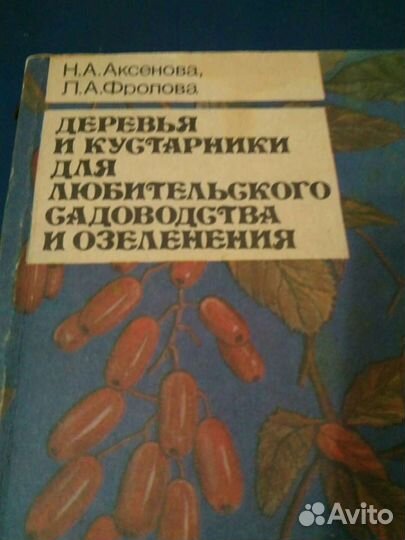 Н.А.Аксенова,
Л.А.Фролова
ДЕРЕВЬЯ
И КУСТАРНИКИ
ДЛЯ
ЛЮБИТЕЛЬСКОГО
САДОВОДСТВА
И ОЗЕЛЕНЕНИЯ
Avito